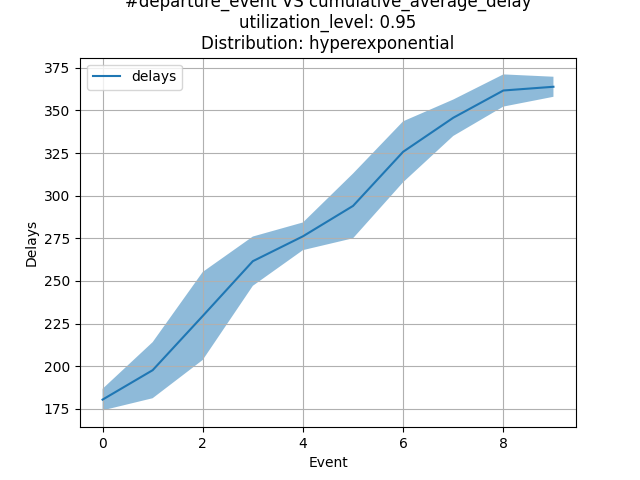 #departure_event VS cumulative_average_delay
utilization_level: 0.95
Distribution: hyperexponential
375
350
325
300
275
250
225
200
175
delays
Delays
0 2 4 6 8
Event